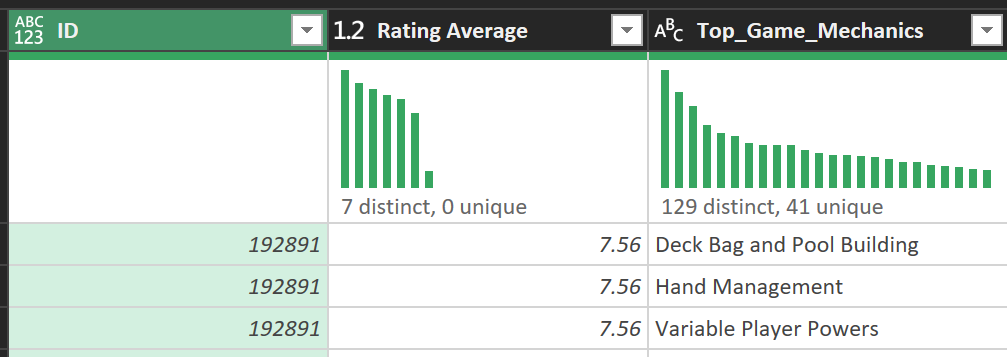 ABC 123 ID 1.2 Rating Average ABC Top_Game_Mechanics
7 distinct, 0 unique 129 distinct, 41 unique
192891 7.56 Deck Bag and Pool Building
192891 7.56 Hand Management
192891 7.56 Variable Player Powers